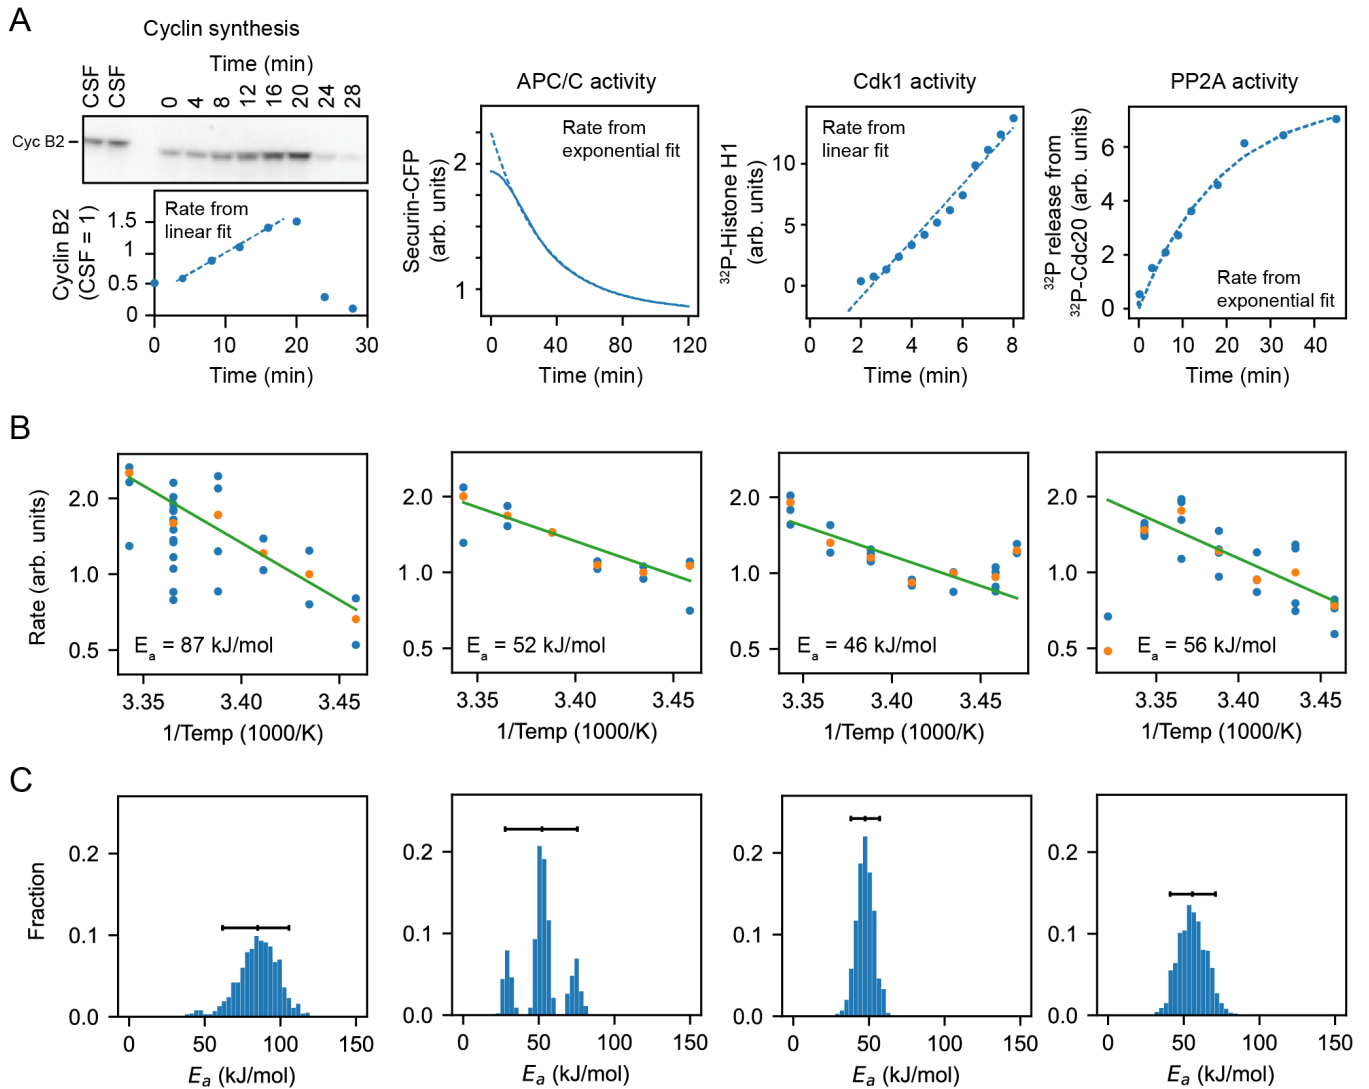 A
Cyclin synthesis
Time (min)
CSF
CSF
0
4
8
12
16
20
24
28
Cyc B2
Cyclin B2
(CSF = 1)
1.5
1.0
0.5
0
Rate from
linear fit
0 10 20 30
Time (min)
APC/C activity
Securin-CFP
(arb. units)
2
1
Rate from
exponential fit
0 60 120
Time (min)
Cdk1 activity
³²P-Histone H1
(arb. units)
10
5
0
Rate from
linear fit
0 2 4 6 8
Time (min)
PP2A activity
³²P release from
³²P-Cdc20 (arb. units)
6
4
2
0
Rate from
exponential fit
0 10 20 30 40
Time (min)
B
Rate (arb. units)
2.0
1.0
0.5
Eₐ = 87 kJ/mol
3.35 3.40 3.45
1/Temp (1000/K)
2.0
1.0
0.5
Eₐ = 52 kJ/mol
3.35 3.40 3.45
1/Temp (1000/K)
2.0
1.0
0.5
Eₐ = 46 kJ/mol
3.35 3.40 3.45
1/Temp (1000/K)
2.0
1.0
0.5
Eₐ = 56 kJ/mol
3.35 3.40 3.45
1/Temp (1000/K)
C
Fraction
0.2
0.1
0.0
0 50 100 150
Eₐ (kJ/mol)
0.2
0.1
0.0
0 50 100 150
Eₐ (kJ/mol)
0.2
0.1
0.0
0 50 100 150
Eₐ (kJ/mol)
0.2
0.1
0.0
0 50 100 150
Eₐ (kJ/mol)